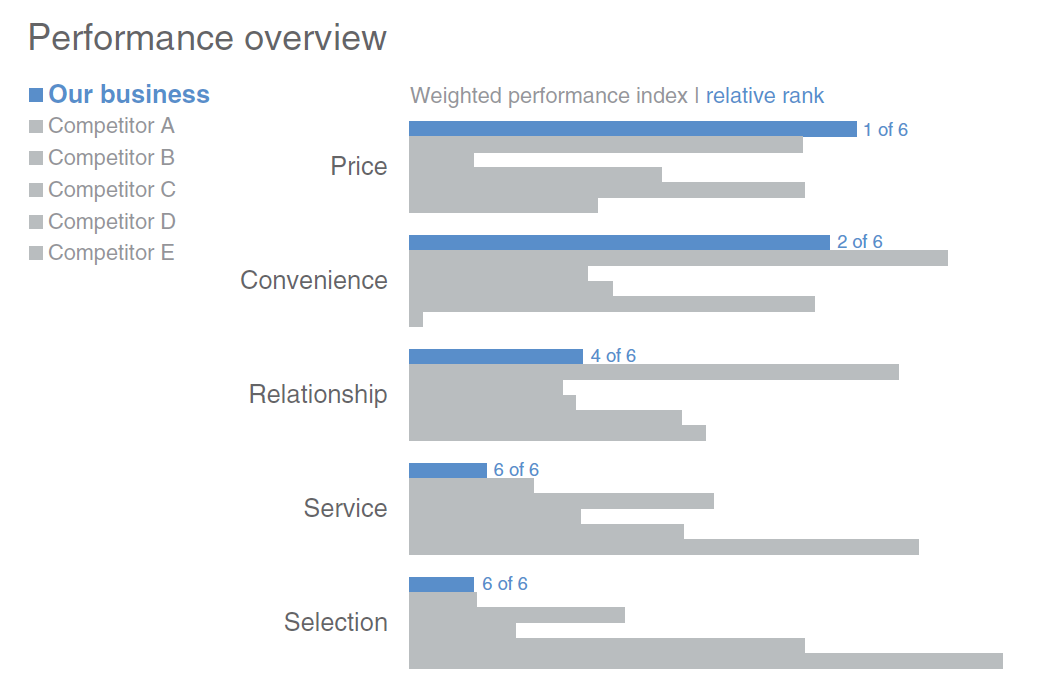 Performance overview
Our business
Competitor A
Competitor B
Competitor C
Competitor D
Competitor E
Weighted performance index | relative rank
Price
1 of 6
Convenience
2 of 6
Relationship
4 of 6
Service
6 of 6
Selection
6 of 6